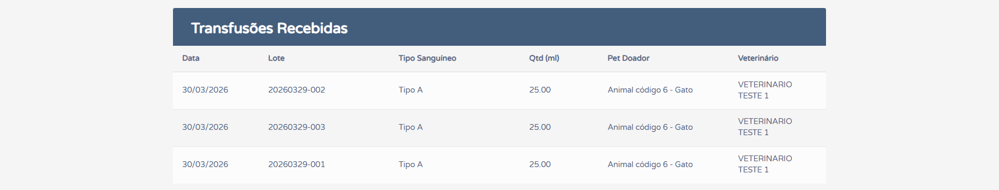 Transfusões Recebidas
Data Lote Tipo Sanguíneo Qtd (ml) Pet Doador Veterinário
30/03/2026 20260329-002 Tipo A 25.00 Animal código 6 - Gato VETERINARIO
TESTE 1
30/03/2026 20260329-003 Tipo A 25.00 Animal código 6 - Gato VETERINARIO
TESTE 1
30/03/2026 20260329-001 Tipo A 25.00 Animal código 6 - Gato VETERINARIO
TESTE 1